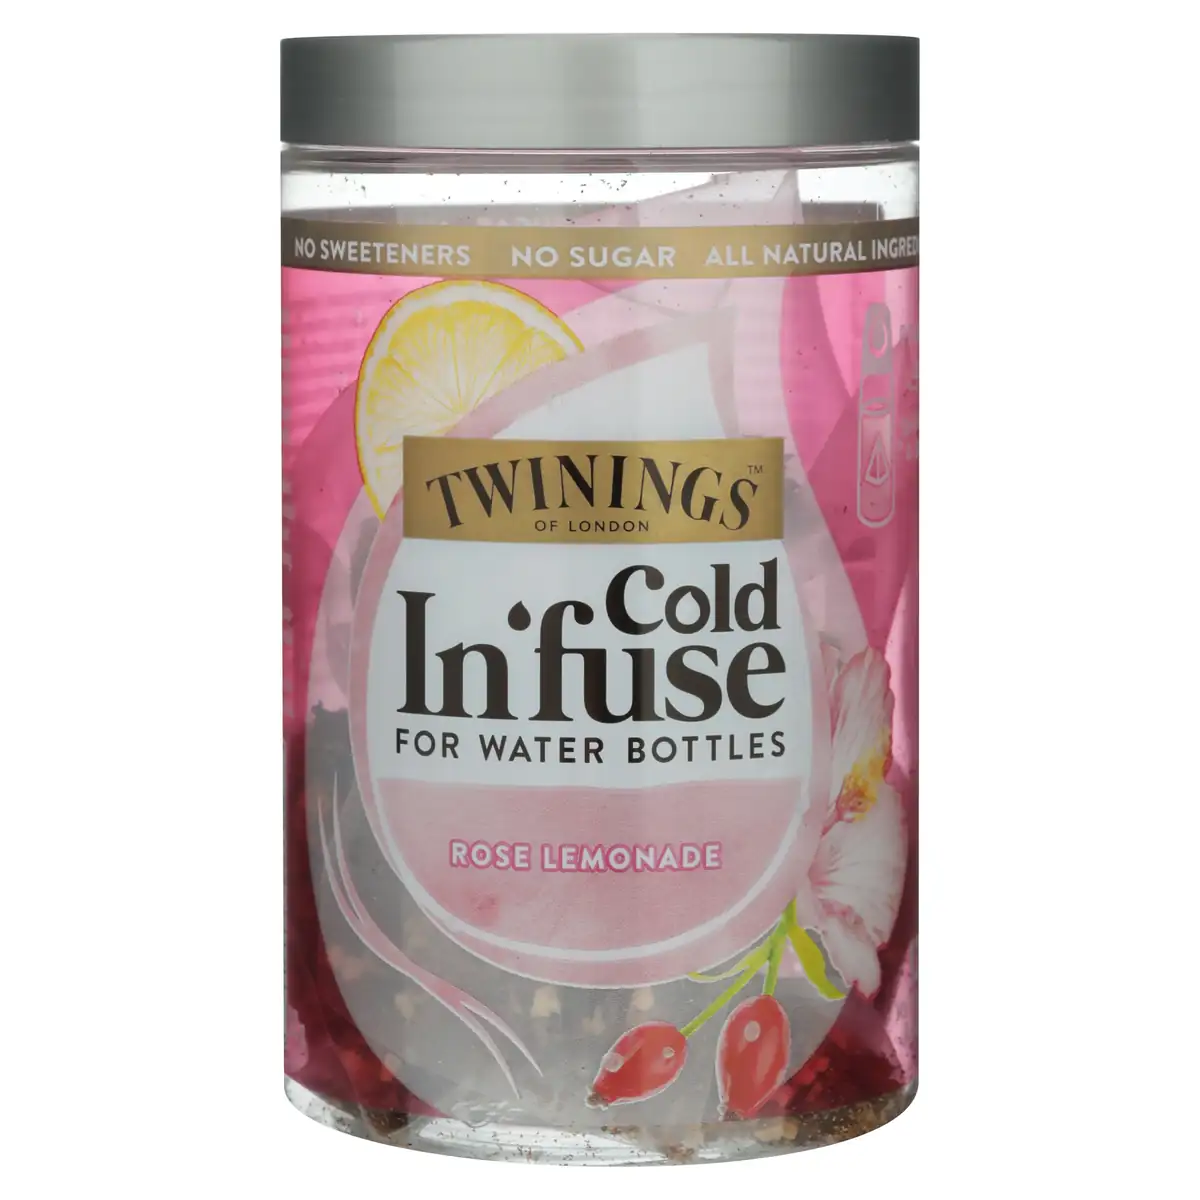 NO SWEETENERS NO SUGAR ALL NATURAL INGRED
TWININGS™
OF LONDON
Cold
In'fuse
FOR WATER BOTTLES
ROSE LEMONADE